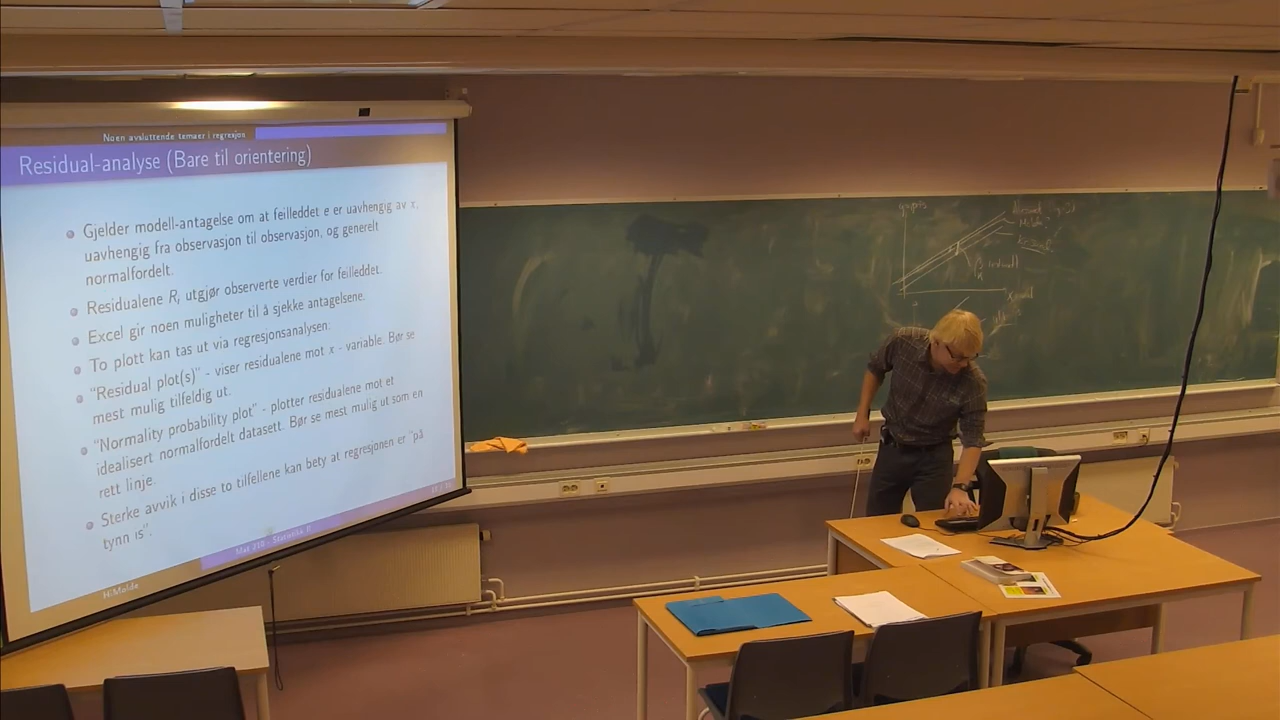 Noen avsluttende temaer i regresjon
Residual-analyse (Bare til orientering)
Gjelder modell-antagelse om at feilleddet e er uavhengig av x,
uavhengig fra observasjon til observasjon, og generelt
normalfordelt.
Residualene Ri utgjør observerte verdier for feilleddet.
Excel gir noen muligheter til å sjekke antagelsene.
To plott kan tas ut via regresjonsanalysen:
"Residual plot(s)" - viser residualene mot x - variable. Bør se
mest mulig tilfeldig ut.
"Normality probability plot" - plotter residualene mot et
idealisert normalfordelt datasett. Bør se mest mulig ut som en
rett linje.
Sterke avvik i disse to tilfellene kan bety at regresjonen er "på
tynn is".
HiMolde